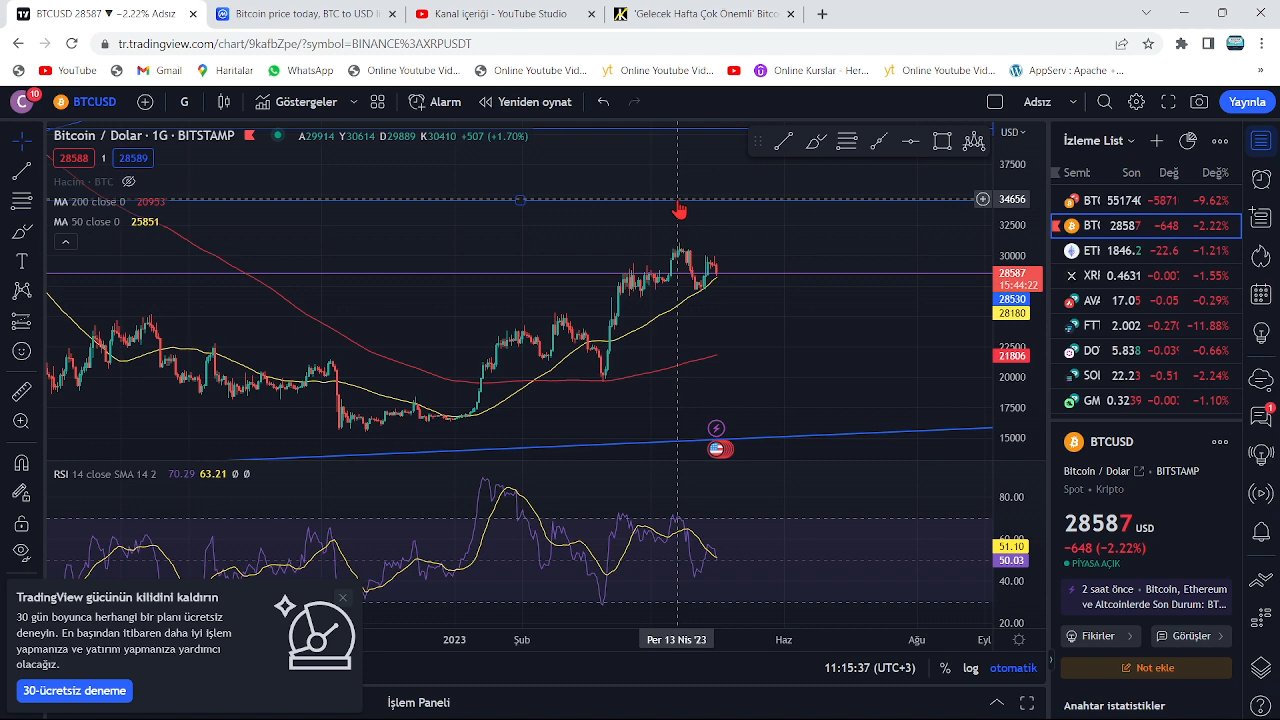 BTCUSD 28587 ▼ −2.22% Adsız
Bitcoin price today, BTC to USD li
Kanal içeriği - YouTube Studio
'Gelecek Hafta Çok Önemli' Bitco
tr.tradingview.com/chart/9kafbZpe/?symbol=BINANCE%3AXRPUSDT
YouTube
Gmail
Haritalar
WhatsApp
Online Youtube Vid...
Online Youtube Vid...
Online Youtube Vid...
Online Kurslar - Her...
Online Youtube Vid...
AppServ : Apache +...
»
C 10
BTCUSD
G
Göstergeler
Alarm
Yeniden oynat
Adsız
Yayınla
Bitcoin / Dolar · 1G · BITSTAMP
A29914 Y30614 D29889 K30410 +507 (+1.70%)
28588 1 28589
Hacim · BTC
MA 200 close 0 20953
MA 50 close 0 25851
USD
37500
34656
32500
30000
28587
15:44:22
28530
28180
22500
21806
20000
17500
15000
RSI 14 close SMA 14 2 70.29 63.21 Ø Ø
80.00
60.00
51.10
50.03
40.00
20.00
2023
Şub
Per 13 Nis '23
Haz
Ağu
Eyl
11:15:37 (UTC+3)
%
log
otomatik
İşlem Paneli
TradingView gücünün kilidini kaldırın
30 gün boyunca herhangi bir planı ücretsiz
deneyin. En başından itibaren daha iyi işlem
yapmanıza ve yatırım yapmanıza yardımcı
olacağız.
30-ücretsiz deneme
İzleme List
Semt Son Değ Değ%
−9.62%
BTC 28587 −648 −2.22%
ETH 1846.2 −22.6 −1.21%
XRI 0.4631 −1.55%
AVA 17.05 −0.05 −0.29%
FTT 2.002 −11.88%
DO 5.838 −0.66%
SOI 22.23 −0.51 −2.24%
GM 0.3239 −1.10%
1
BTCUSD
Bitcoin / Dolar • BITSTAMP
Spot • Kripto
28587 USD
−648 (−2.22%)
PİYASA AÇIK
2 saat önce • Bitcoin, Ethereum
ve Altcoinlerde Son Durum: BT...
Fikirler
Görüşler
Not ekle
Anahtar istatistikler